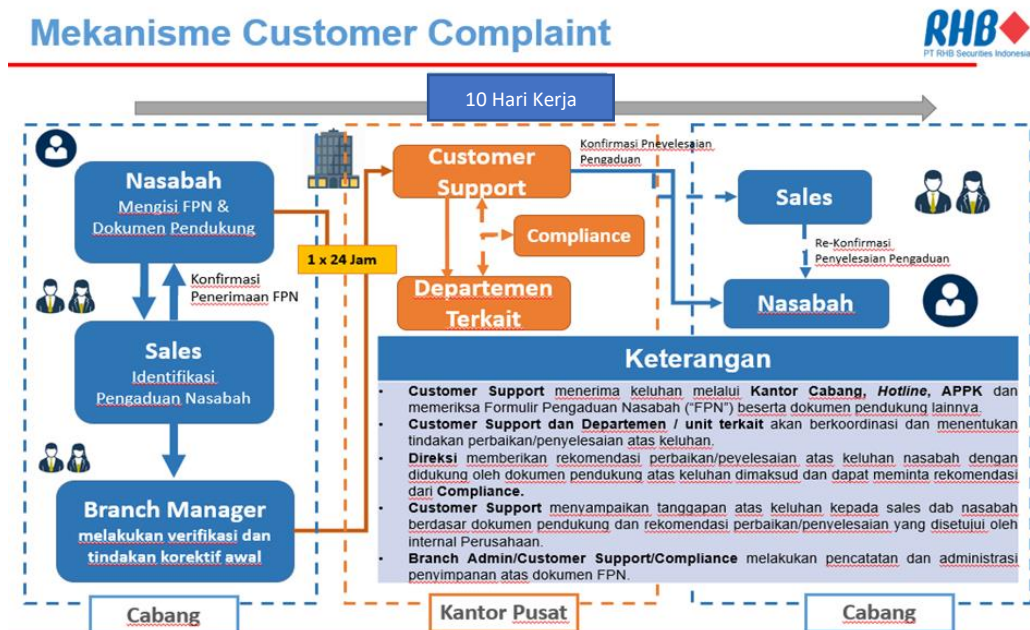 Mekanisme Customer Complaint
RHB
PT RHB Securities Indonesia
10 Hari Kerja
Nasabah
Mengisi FPN &
Dokumen Pendukung
Konfirmasi
Penerimaan FPN
Sales
Identifikasi
Pengaduan Nasabah
Branch Manager
melakukan verifikasi dan
tindakan korektif awal
Cabang
1 x 24 Jam
Customer
Support
Compliance
Departemen
Terkait
Konfirmasi Pnevelesaian
Pengaduan
Sales
Re-Konfirmasi
Penyelesaian Pengaduan
Nasabah
Keterangan
• Customer Support menerima keluhan melalui Kantor Cabang, Hotline, APPK dan
memeriksa Formulir Pengaduan Nasabah ("FPN") beserta dokumen pendukung lainnya.
• Customer Support dan Departemen / unit terkait akan berkoordinasi dan menentukan
tindakan perbaikan/penyelesaian atas keluhan.
• Direksi memberikan rekomendasi perbaikan/peyelesaian atas keluhan nasabah dengan
didukung oleh dokumen pendukung atas keluhan dimaksud dan dapat meminta rekomendasi
dari Compliance.
• Customer Support menyampaikan tanggapan atas keluhan kepada sales dab nasabah
berdasar dokumen pendukung dan rekomendasi perbaikan/penyelesaian yang disetujui oleh
internal Perusahaan.
• Branch Admin/Customer Support/Compliance melakukan pencatatan dan administrasi
penyimpanan atas dokumen FPN.
Kantor Pusat
Cabang